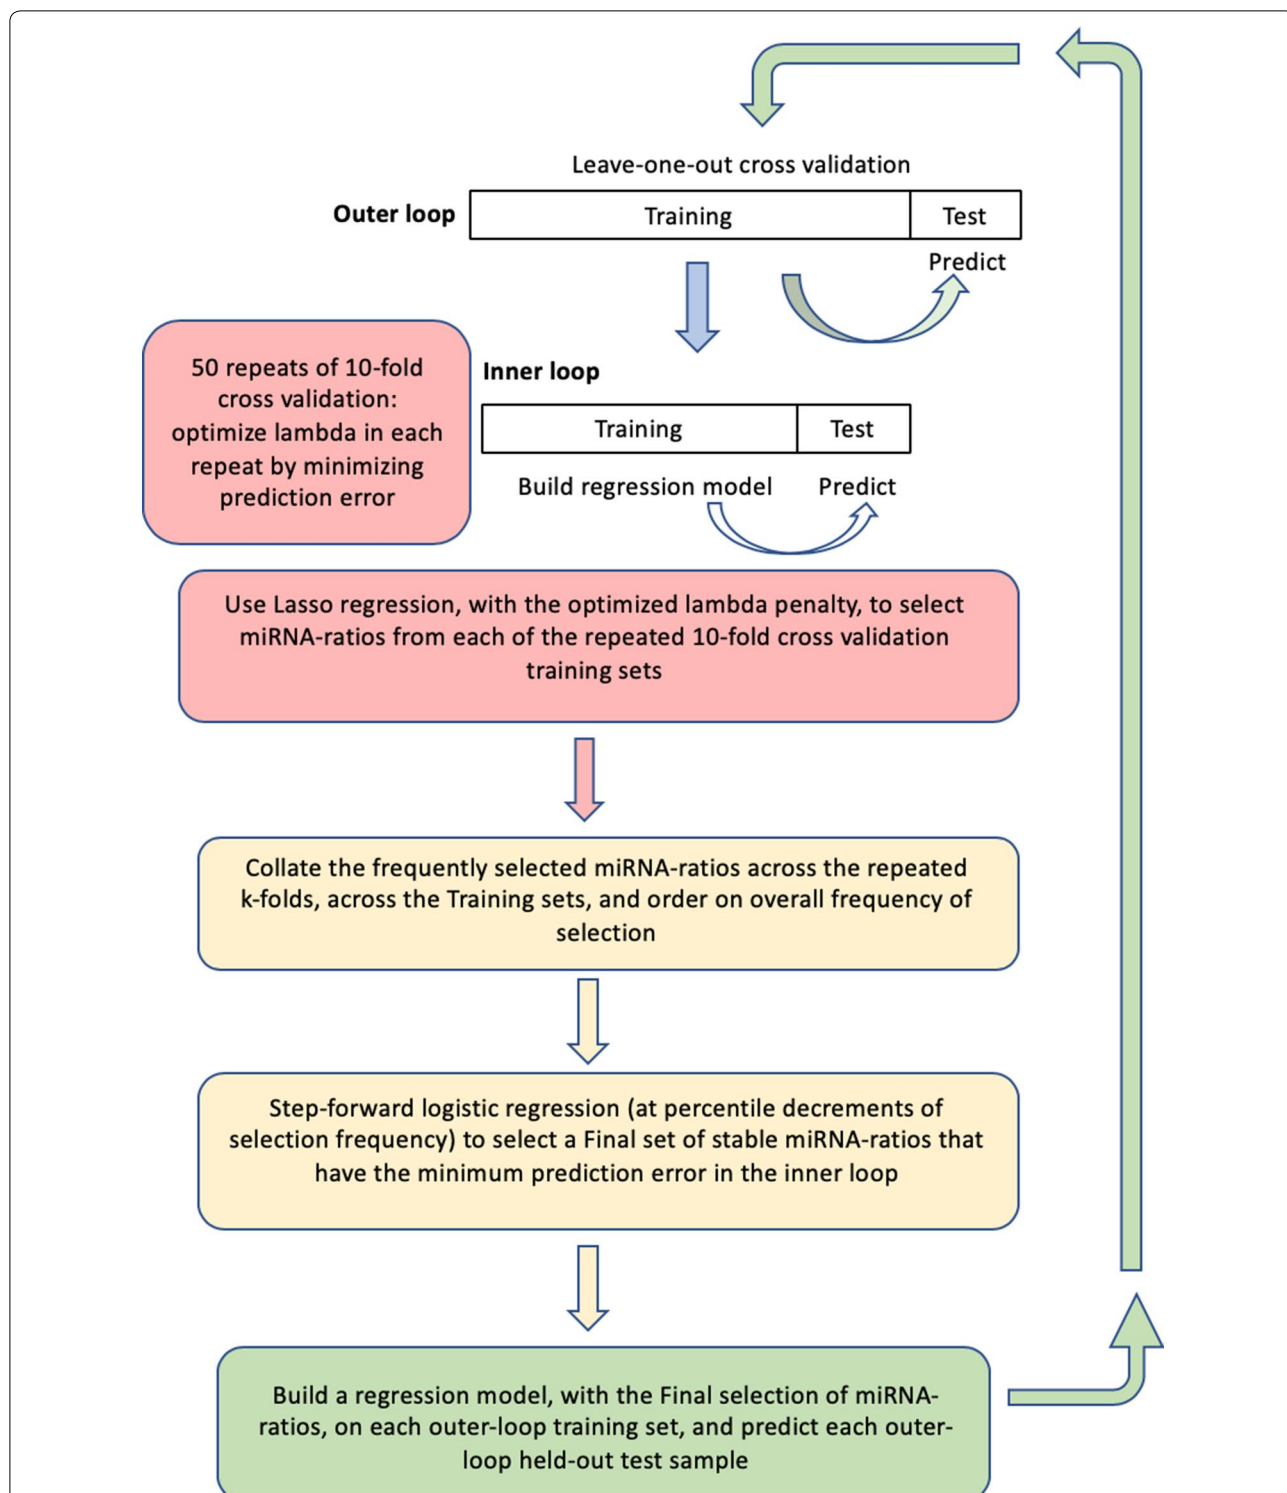 Leave-one-out cross validation
Outer loop
Training
Test
Predict
50 repeats of 10-fold
cross validation:
optimize lambda in each
repeat by minimizing
prediction error
Inner loop
Training
Test
Build regression model
Predict
Use Lasso regression, with the optimized lambda penalty, to select
miRNA-ratios from each of the repeated 10-fold cross validation
training sets
Collate the frequently selected miRNA-ratios across the repeated
k-folds, across the Training sets, and order on overall frequency of
selection
Step-forward logistic regression (at percentile decrements of
selection frequency) to select a Final set of stable miRNA-ratios that
have the minimum prediction error in the inner loop
Build a regression model, with the Final selection of miRNA-
ratios, on each outer-loop training set, and predict each outer-
loop held-out test sample